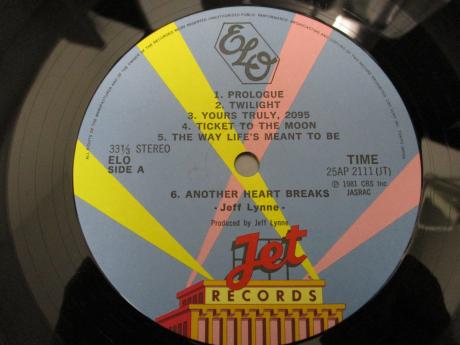 ELO
1. PROLOGUE
2. TWILIGHT
3. YOURS TRULY, 2095
4. TICKET TO THE MOON
5. THE WAY LIFE'S MEANT TO BE
33⅓ STEREO
ELO
SIDE A
TIME
25AP 2111 (JT)
℗ 1981 CBS Inc.
JASRAC
6. ANOTHER HEART BREAKS
- Jeff Lynne -
Produced by Jeff Lynne
Jet
RECORDS